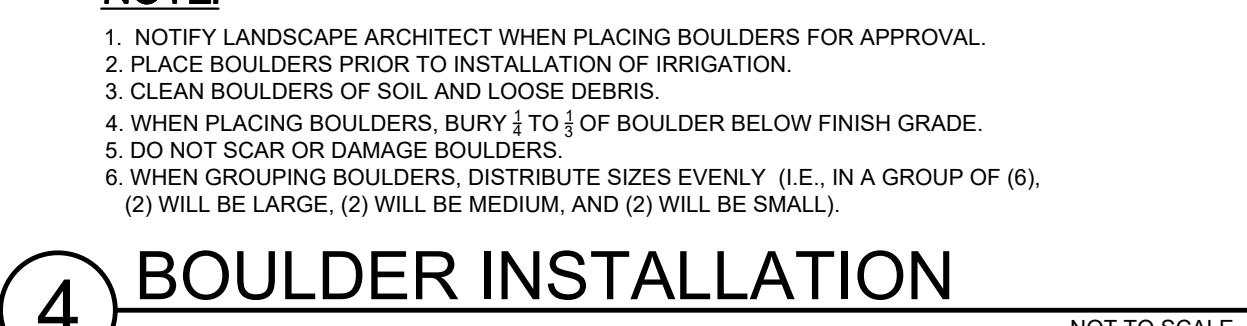 NOTE:
1. NOTIFY LANDSCAPE ARCHITECT WHEN PLACING BOULDERS FOR APPROVAL.
2. PLACE BOULDERS PRIOR TO INSTALLATION OF IRRIGATION.
3. CLEAN BOULDERS OF SOIL AND LOOSE DEBRIS.
4. WHEN PLACING BOULDERS, BURY 1/4 TO 1/3 OF BOULDER BELOW FINISH GRADE.
5. DO NOT SCAR OR DAMAGE BOULDERS.
6. WHEN GROUPING BOULDERS, DISTRIBUTE SIZES EVENLY (I.E., IN A GROUP OF (6),
(2) WILL BE LARGE, (2) WILL BE MEDIUM, AND (2) WILL BE SMALL).
4 BOULDER INSTALLATION
NOT TO SCALE